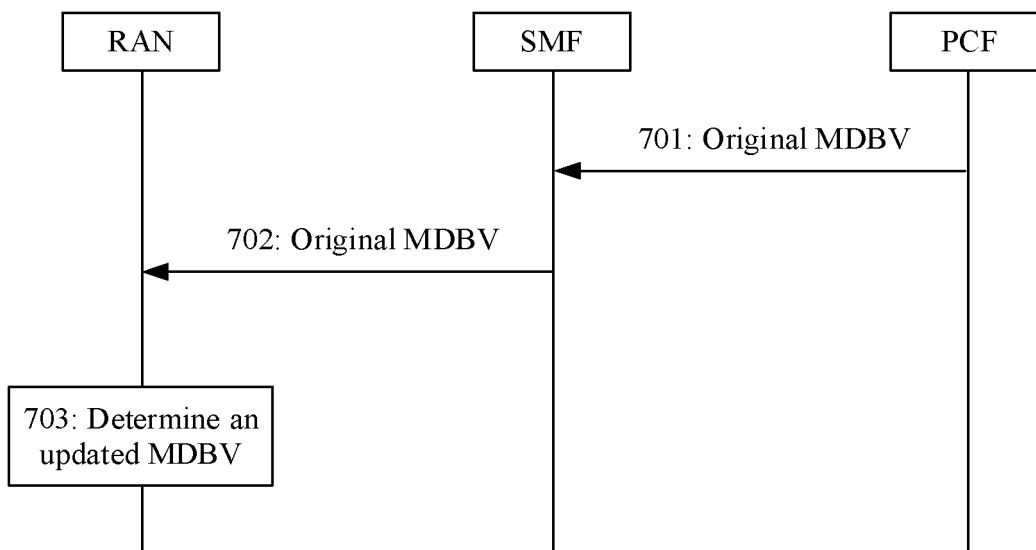 RAN
SMF
PCF
701: Original MDBV
702: Original MDBV
703: Determine an
updated MDBV